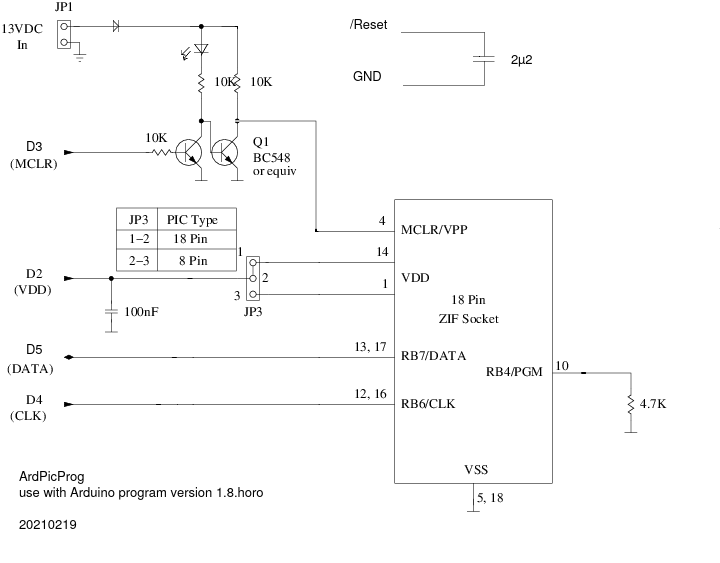 JP1
13VDC
In
/Reset
GND
2µ2
10K
10K
10K
D3
(MCLR)
Q1
BC548
or equiv
JP3 PIC Type
1–2 18 Pin
2–3 8 Pin
4
MCLR/VPP
14
VDD
1
18 Pin
ZIF Socket
1
2
3
JP3
D2
(VDD)
100nF
D5
(DATA)
13, 17
RB7/DATA
RB4/PGM
10
4.7K
D4
(CLK)
12, 16
RB6/CLK
VSS
5, 18
ArdPicProg
use with Arduino program version 1.8.horo
20210219